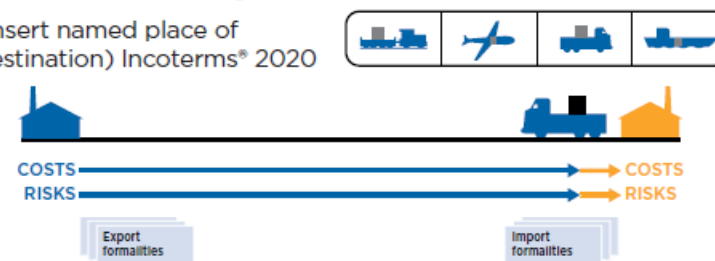 nsert named place of
estination) Incoterms® 2020
COSTS COSTS
RISKS RISKS
Export
formalities
Import
formalities